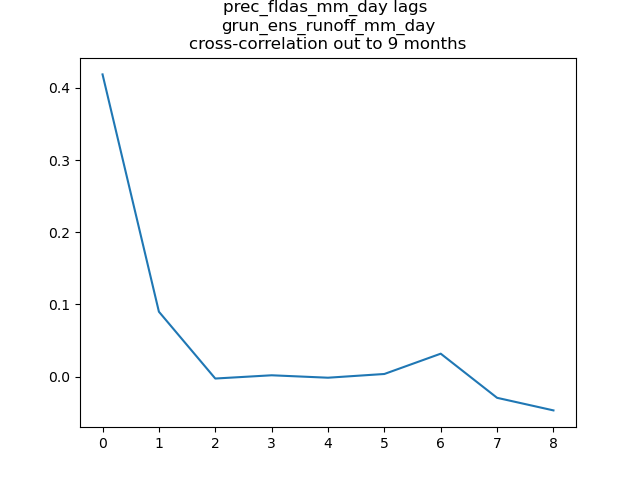 prec_fldas_mm_day lags
grun_ens_runoff_mm_day
cross-correlation out to 9 months
0.4
0.3
0.2
0.1
0.0
0 1 2 3 4 5 6 7 8